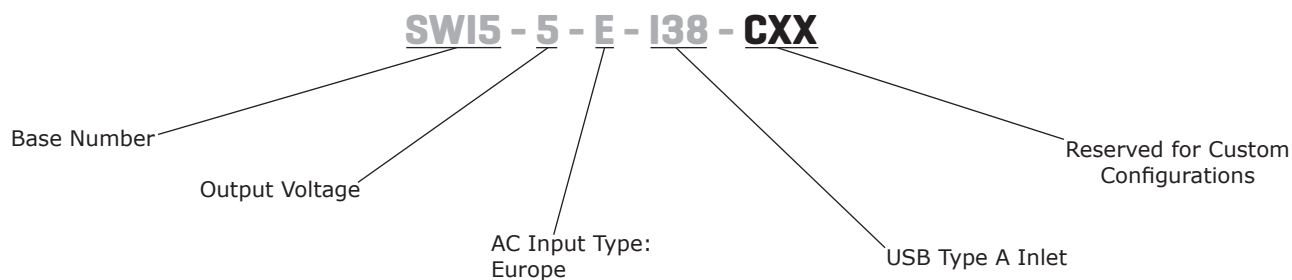 SWI5 - 5 - E - I38 - CXX
Base Number
Output Voltage
AC Input Type:
Europe
USB Type A Inlet
Reserved for Custom
Configurations